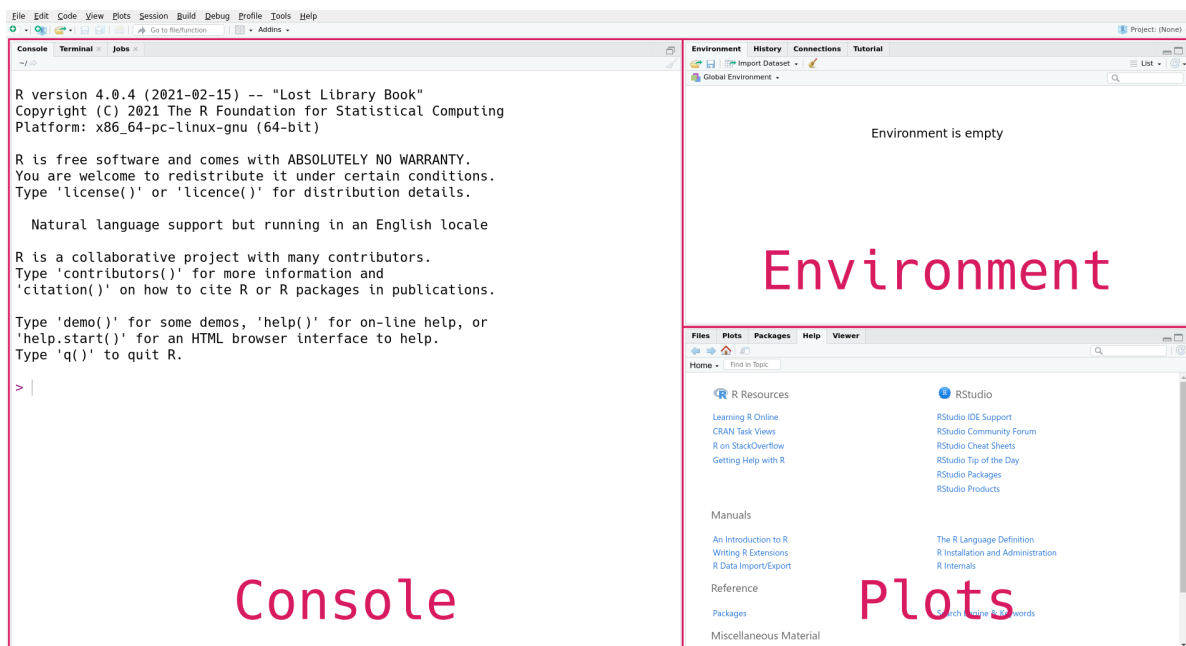 File Edit Code View Plots Session Build Debug Profile Tools Help
Go to file/function Addins
Project: (None)
Console Terminal Jobs
~/
R version 4.0.4 (2021-02-15) -- "Lost Library Book"
Copyright (C) 2021 The R Foundation for Statistical Computing
Platform: x86_64-pc-linux-gnu (64-bit)
R is free software and comes with ABSOLUTELY NO WARRANTY.
You are welcome to redistribute it under certain conditions.
Type 'license()' or 'licence()' for distribution details.
Natural language support but running in an English locale
R is a collaborative project with many contributors.
Type 'contributors()' for more information and
'citation()' on how to cite R or R packages in publications.
Type 'demo()' for some demos, 'help()' for on-line help, or
'help.start()' for an HTML browser interface to help.
Type 'q()' to quit R.
>
Console
Environment History Connections Tutorial
Import Dataset List
Global Environment
Environment is empty
Environment
Files Plots Packages Help Viewer
Home Find in Topic
R Resources
Learning R Online
CRAN Task Views
R on StackOverflow
Getting Help with R
RStudio
RStudio IDE Support
RStudio Community Forum
RStudio Cheat Sheets
RStudio Tip of the Day
RStudio Packages
RStudio Products
Manuals
An Introduction to R
Writing R Extensions
R Data Import/Export
The R Language Definition
R Installation and Administration
R Internals
Reference
Packages
Search Engine & Keywords
Plots
Miscellaneous Material